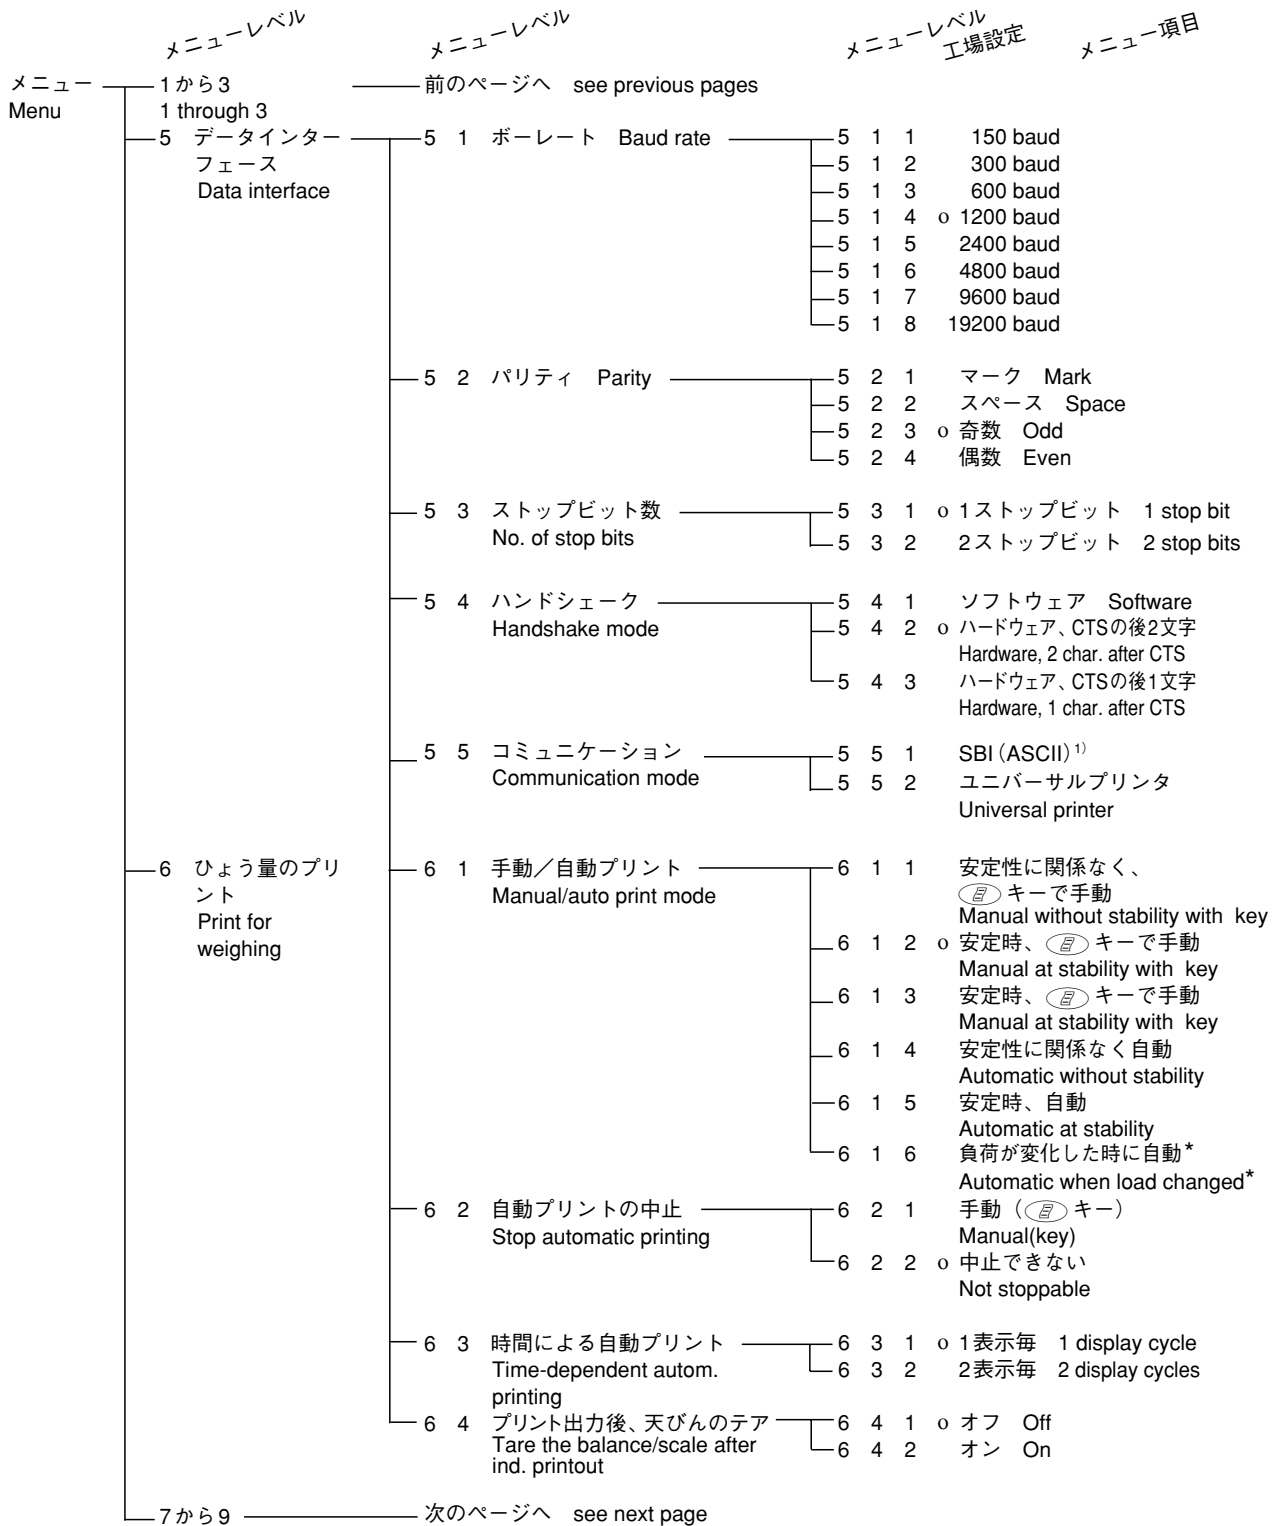 メニューレベル メニューレベル メニューレベル 工場設定 メニュー項目
メニュー 1から3 前のページへ see previous pages
Menu 1 through 3
5 データインター 5 1 ボーレート Baud rate 5 1 1 150 baud
フェース 5 1 2 300 baud
Data interface 5 1 3 600 baud
5 1 4 o 1200 baud
5 1 5 2400 baud
5 1 6 4800 baud
5 1 7 9600 baud
5 1 8 19200 baud
5 2 パリティ Parity 5 2 1 マーク Mark
5 2 2 スペース Space
5 2 3 o 奇数 Odd
5 2 4 偶数 Even
5 3 ストップビット数 5 3 1 o 1ストップビット 1 stop bit
No. of stop bits 5 3 2 2ストップビット 2 stop bits
5 4 ハンドシェーク 5 4 1 ソフトウェア Software
Handshake mode 5 4 2 o ハードウェア、CTSの後2文字
Hardware, 2 char. after CTS
5 4 3 ハードウェア、CTSの後1文字
Hardware, 1 char. after CTS
5 5 コミュニケーション 5 5 1 SBI(ASCII)1)
Communication mode 5 5 2 ユニバーサルプリンタ
Universal printer
6 ひょう量のプリ 6 1 手動／自動プリント 6 1 1 安定性に関係なく、
ント Manual/auto print mode キーで手動
Print for Manual without stability with key
weighing 6 1 2 o 安定時、 キーで手動
Manual at stability with key
6 1 3 安定時、 キーで手動
Manual at stability with key
6 1 4 安定性に関係なく自動
Automatic without stability
6 1 5 安定時、自動
Automatic at stability
6 1 6 負荷が変化した時に自動*
Automatic when load changed*
6 2 自動プリントの中止 6 2 1 手動（ キー）
Stop automatic printing Manual(key)
6 2 2 o 中止できない
Not stoppable
6 3 時間による自動プリント 6 3 1 o 1表示毎 1 display cycle
Time-dependent autom. 6 3 2 2表示毎 2 display cycles
printing
6 4 プリント出力後、天びんのテア 6 4 1 o オフ Off
Tare the balance/scale after 6 4 2 オン On
ind. printout
7から9 次のページへ see next page